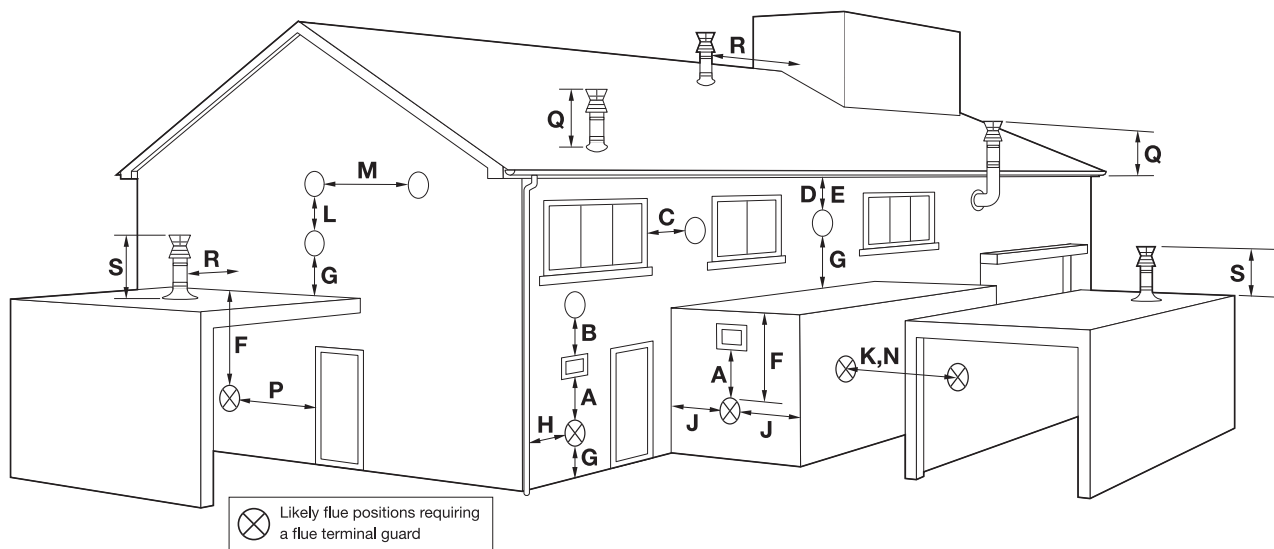 R
Q
Q
M
D E
C
L
S
R
G
G
S
B
F
F
K,N
A
P
A
H
J
J
G
Likely flue positions requiring
a flue terminal guard